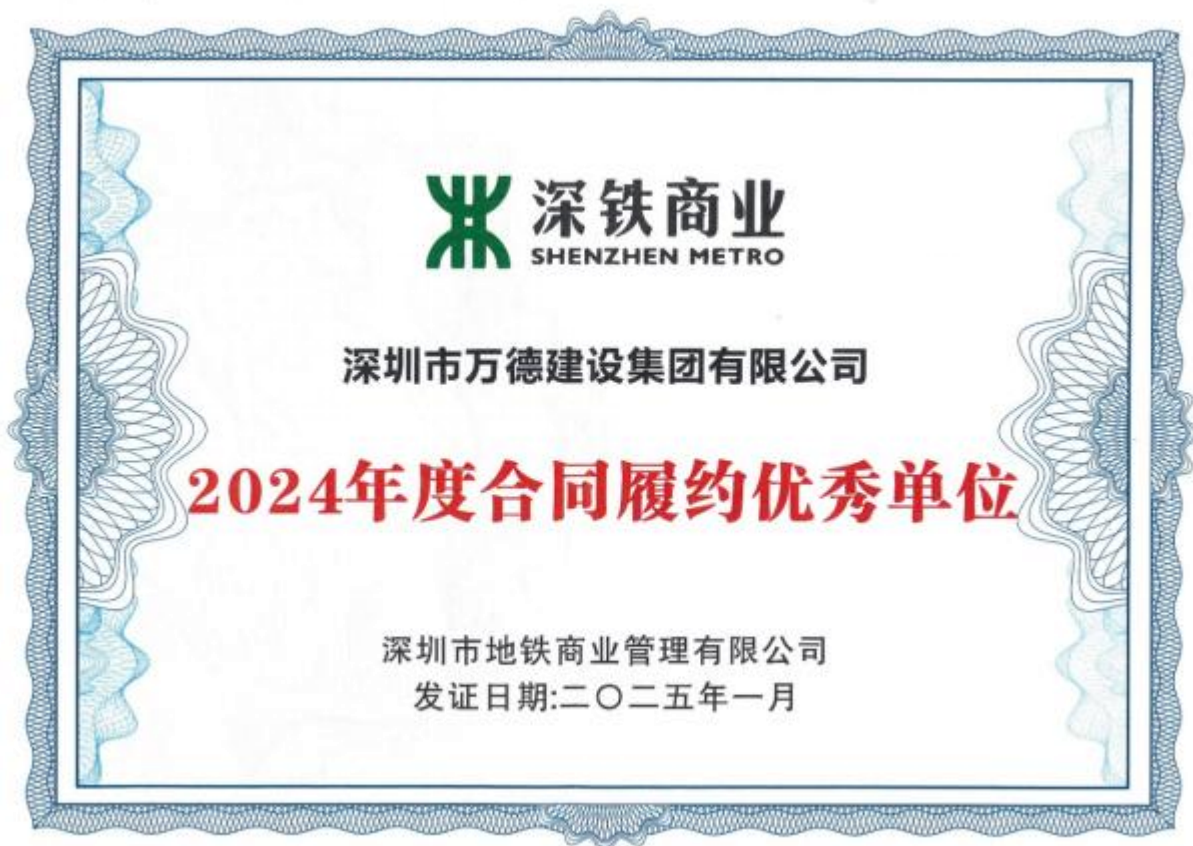 深铁商业
SHENZHEN METRO
深圳市万德建设集团有限公司
2024年度合同履约优秀单位
深圳市地铁商业管理有限公司
发证日期:二〇二五年一月